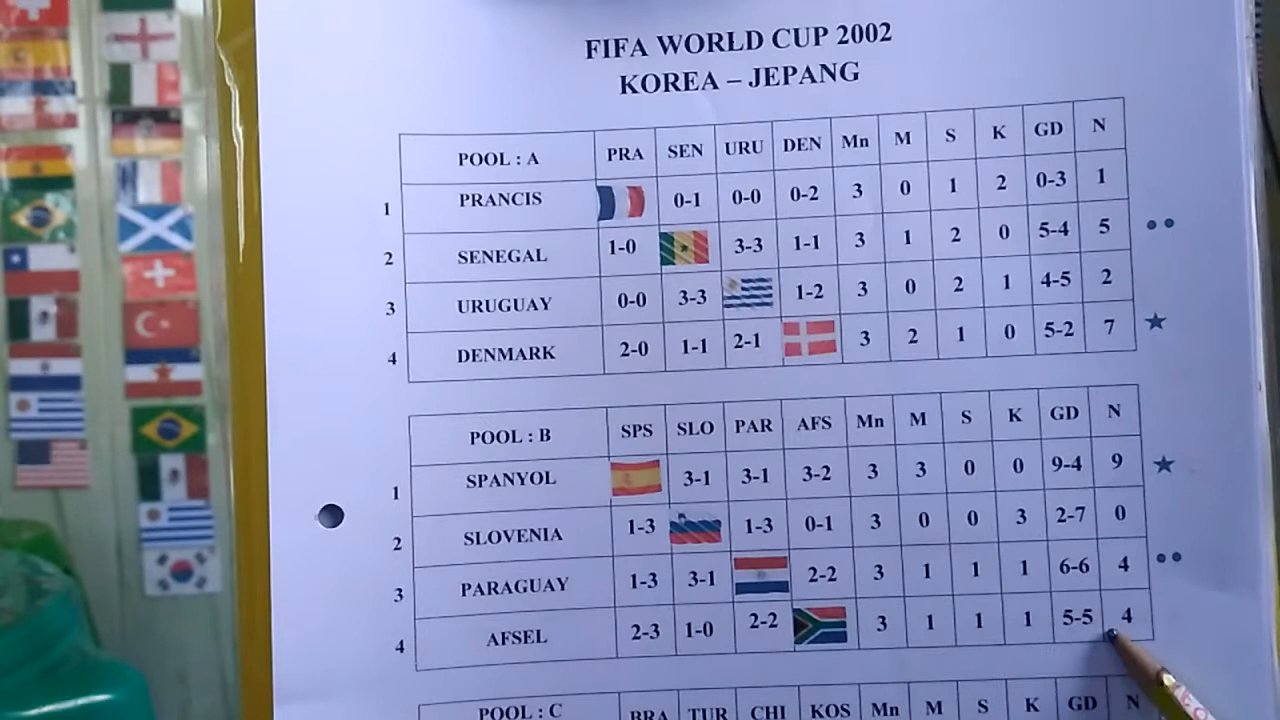 FIFA WORLD CUP 2002
KOREA – JEPANG
POOL : A PRA SEN URU DEN Mn M S K GD N
1 PRANCIS 0-1 0-0 0-2 3 0 1 2 0-3 1
2 SENEGAL 1-0 3-3 1-1 3 1 2 0 5-4 5
3 URUGUAY 0-0 3-3 1-2 3 0 2 1 4-5 2
4 DENMARK 2-0 1-1 2-1 3 2 1 0 5-2 7
POOL : B SPS SLO PAR AFS Mn M S K GD N
1 SPANYOL 3-1 3-1 3-2 3 3 0 0 9-4 9
2 SLOVENIA 1-3 1-3 0-1 3 0 0 3 2-7 0
3 PARAGUAY 1-3 3-1 2-2 3 1 1 1 6-6 4
4 AFSEL 2-3 1-0 2-2 3 1 1 1 5-5 4
POOL : C BRA TUR CHI KOS Mn M S K GD N